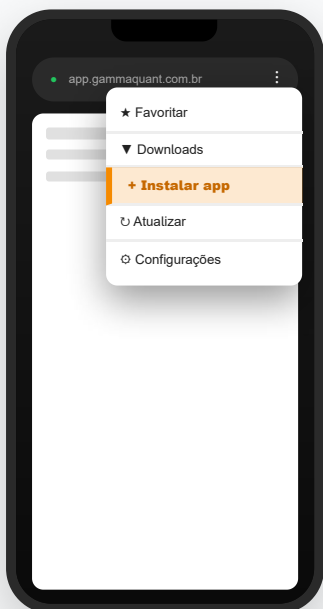 app.gammaquant.com.br
★ Favoritar
▼ Downloads
+ Instalar app
↻ Atualizar
⚙ Configurações